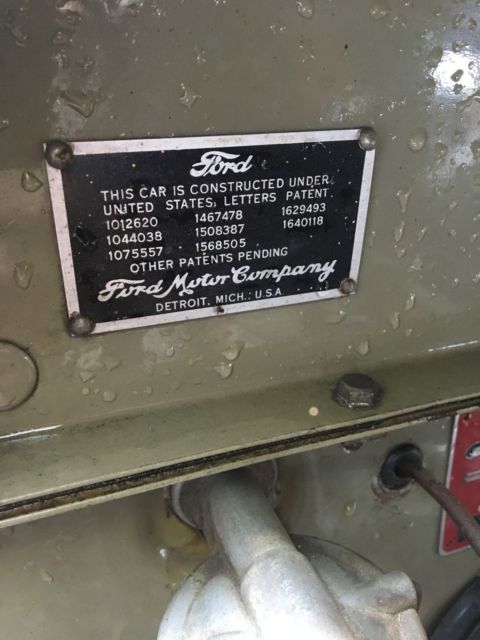 Ford
THIS CAR IS CONSTRUCTED UNDER
UNITED STATES, LETTERS PATENT.
1012620 1467478 1629493
1044038 1508387 1640118
1075557 1568505
OTHER PATENTS PENDING
Ford Motor Company
DETROIT, MICH.: U.S.A